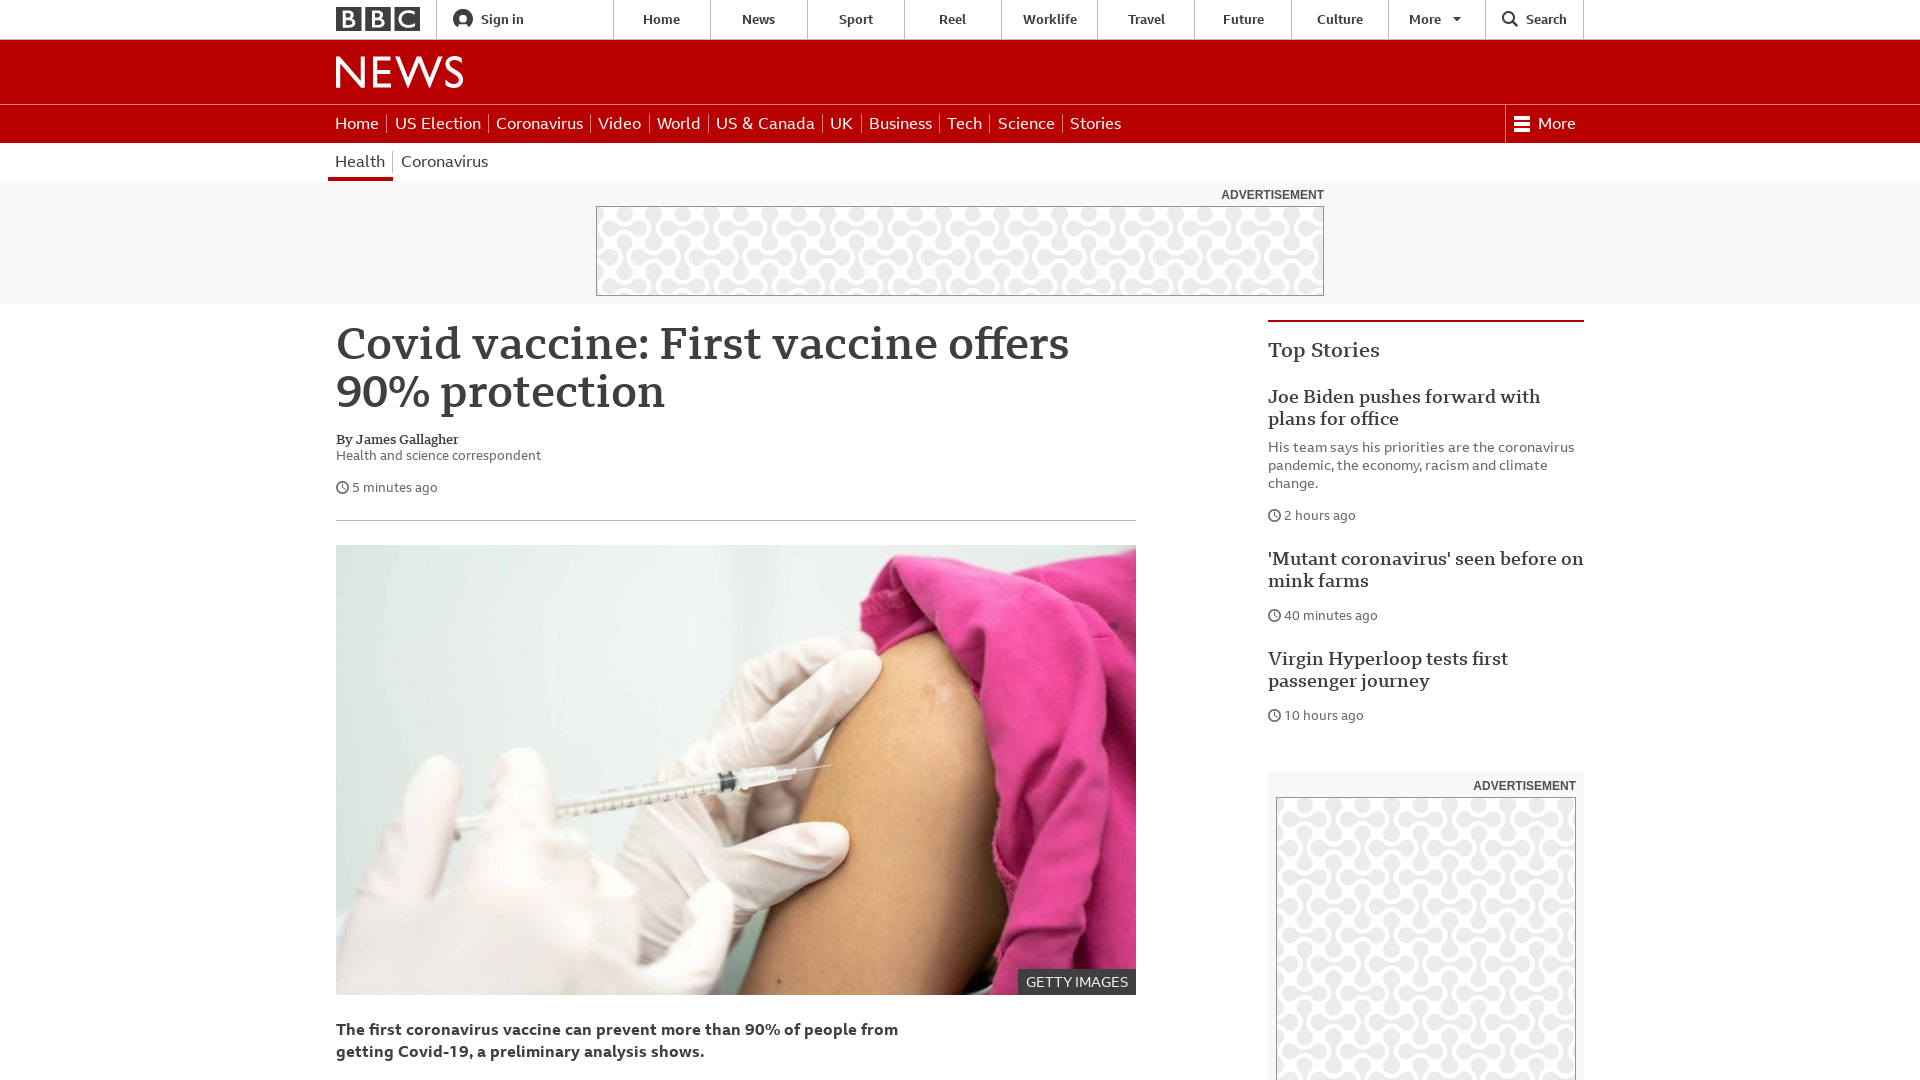 BBC
Sign in
Home
News
Sport
Reel
Worklife
Travel
Future
Culture
More
Search
NEWS
Home
US Election
Coronavirus
Video
World
US & Canada
UK
Business
Tech
Science
Stories
More
Health
Coronavirus
ADVERTISEMENT
Covid vaccine: First vaccine offers
90% protection
By James Gallagher
Health and science correspondent
5 minutes ago
GETTY IMAGES
The first coronavirus vaccine can prevent more than 90% of people from
getting Covid-19, a preliminary analysis shows.
Top Stories
Joe Biden pushes forward with
plans for office
His team says his priorities are the coronavirus
pandemic, the economy, racism and climate
change.
2 hours ago
'Mutant coronavirus' seen before on
mink farms
40 minutes ago
Virgin Hyperloop tests first
passenger journey
10 hours ago
ADVERTISEMENT